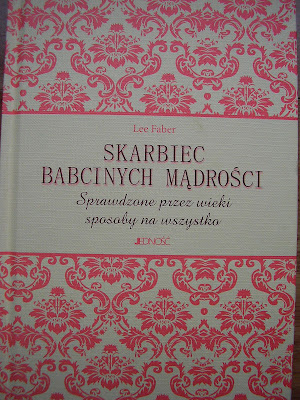 Lee Faber
SKARBIEC
BABCINYCH MĄDROŚCI
Sprawdzone przez wieki
sposoby na wszystko
JEDNOŚĆ